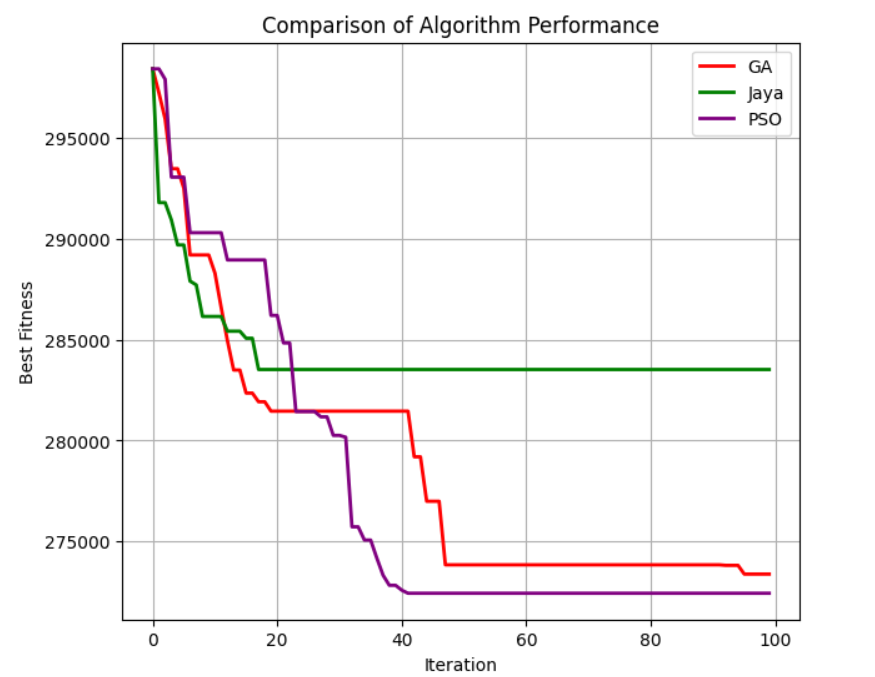 Comparison of Algorithm Performance
GA
Jaya
PSO
295000
290000
285000
280000
275000
Best Fitness
0 20 40 60 80 100
Iteration